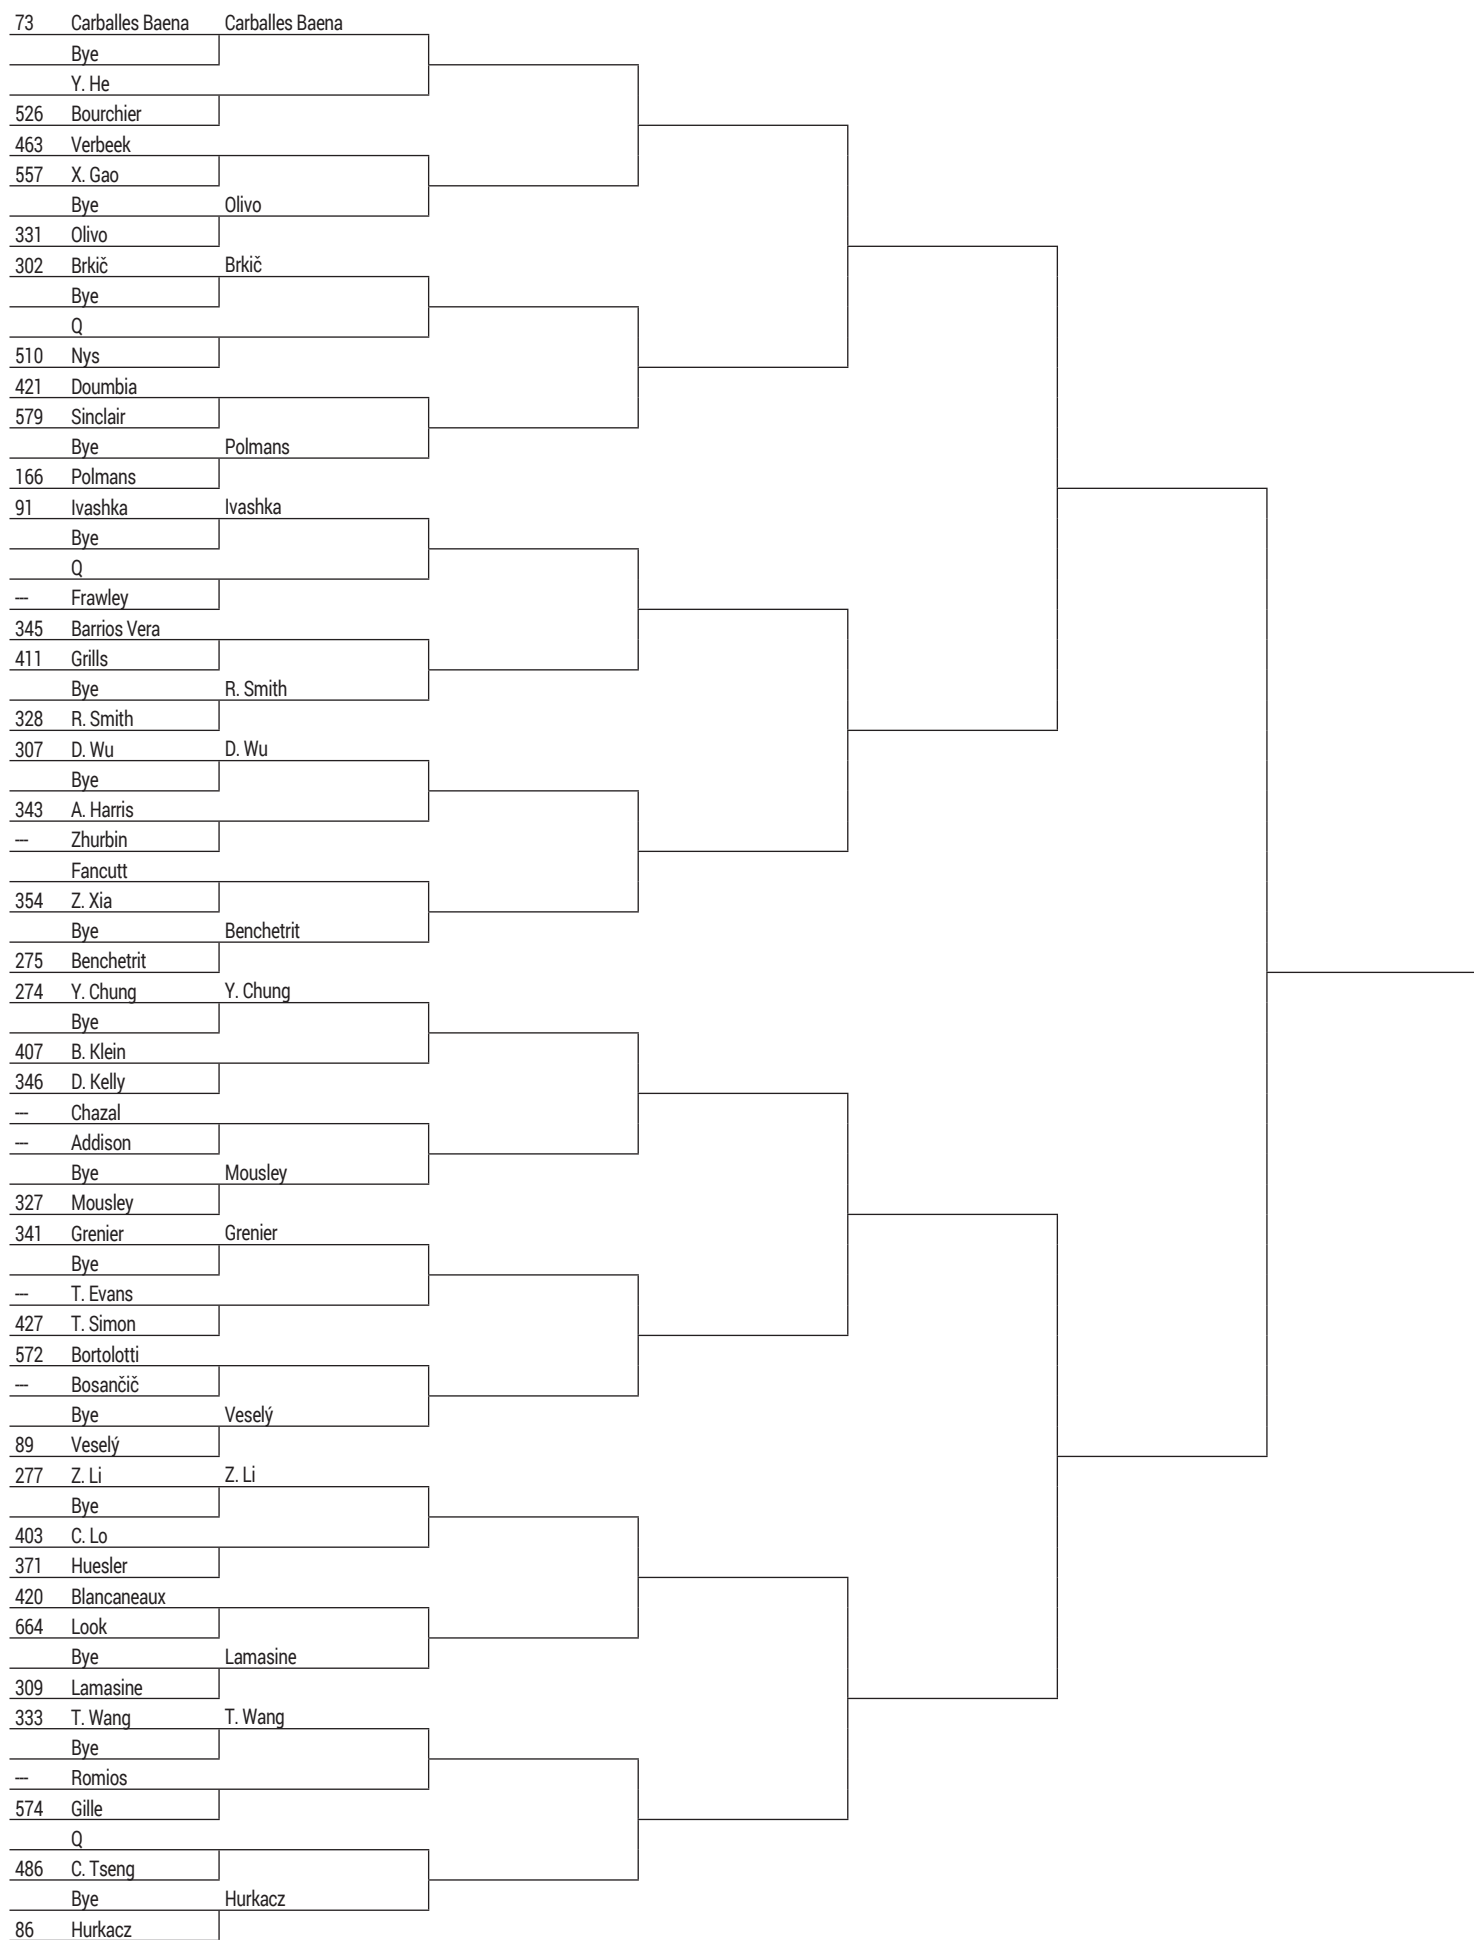 73 Carballes Baena Carballes Baena
Bye
Y. He
526 Bourchier
463 Verbeek
557 X. Gao
Bye Olivo
331 Olivo
302 Brkič Brkič
Bye
Q
510 Nys
421 Doumbia
579 Sinclair
Bye Polmans
166 Polmans
91 Ivashka Ivashka
Bye
Q
--- Frawley
345 Barrios Vera
411 Grills
Bye R. Smith
328 R. Smith
307 D. Wu D. Wu
Bye
343 A. Harris
--- Zhurbin
Fancutt
354 Z. Xia
Bye Benchetrit
275 Benchetrit
274 Y. Chung Y. Chung
Bye
407 B. Klein
346 D. Kelly
--- Chazal
--- Addison
Bye Mousley
327 Mousley
341 Grenier Grenier
Bye
--- T. Evans
427 T. Simon
572 Bortolotti
--- Bosančič
Bye Veselý
89 Veselý
277 Z. Li Z. Li
Bye
403 C. Lo
371 Huesler
420 Blancaneaux
664 Look
Bye Lamasine
309 Lamasine
333 T. Wang T. Wang
Bye
--- Romios
574 Gille
Q
486 C. Tseng
Bye Hurkacz
86 Hurkacz